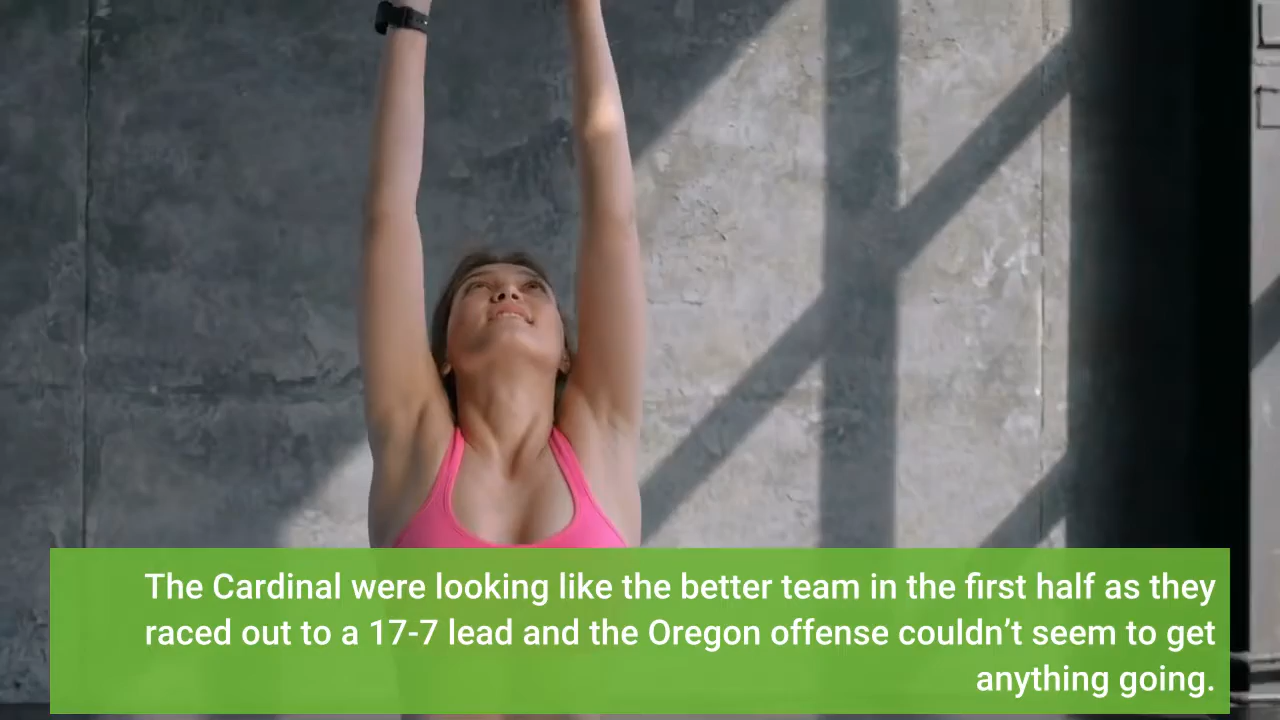 The Cardinal were looking like the better team in the first half as they
raced out to a 17-7 lead and the Oregon offense couldn’t seem to get
anything going.